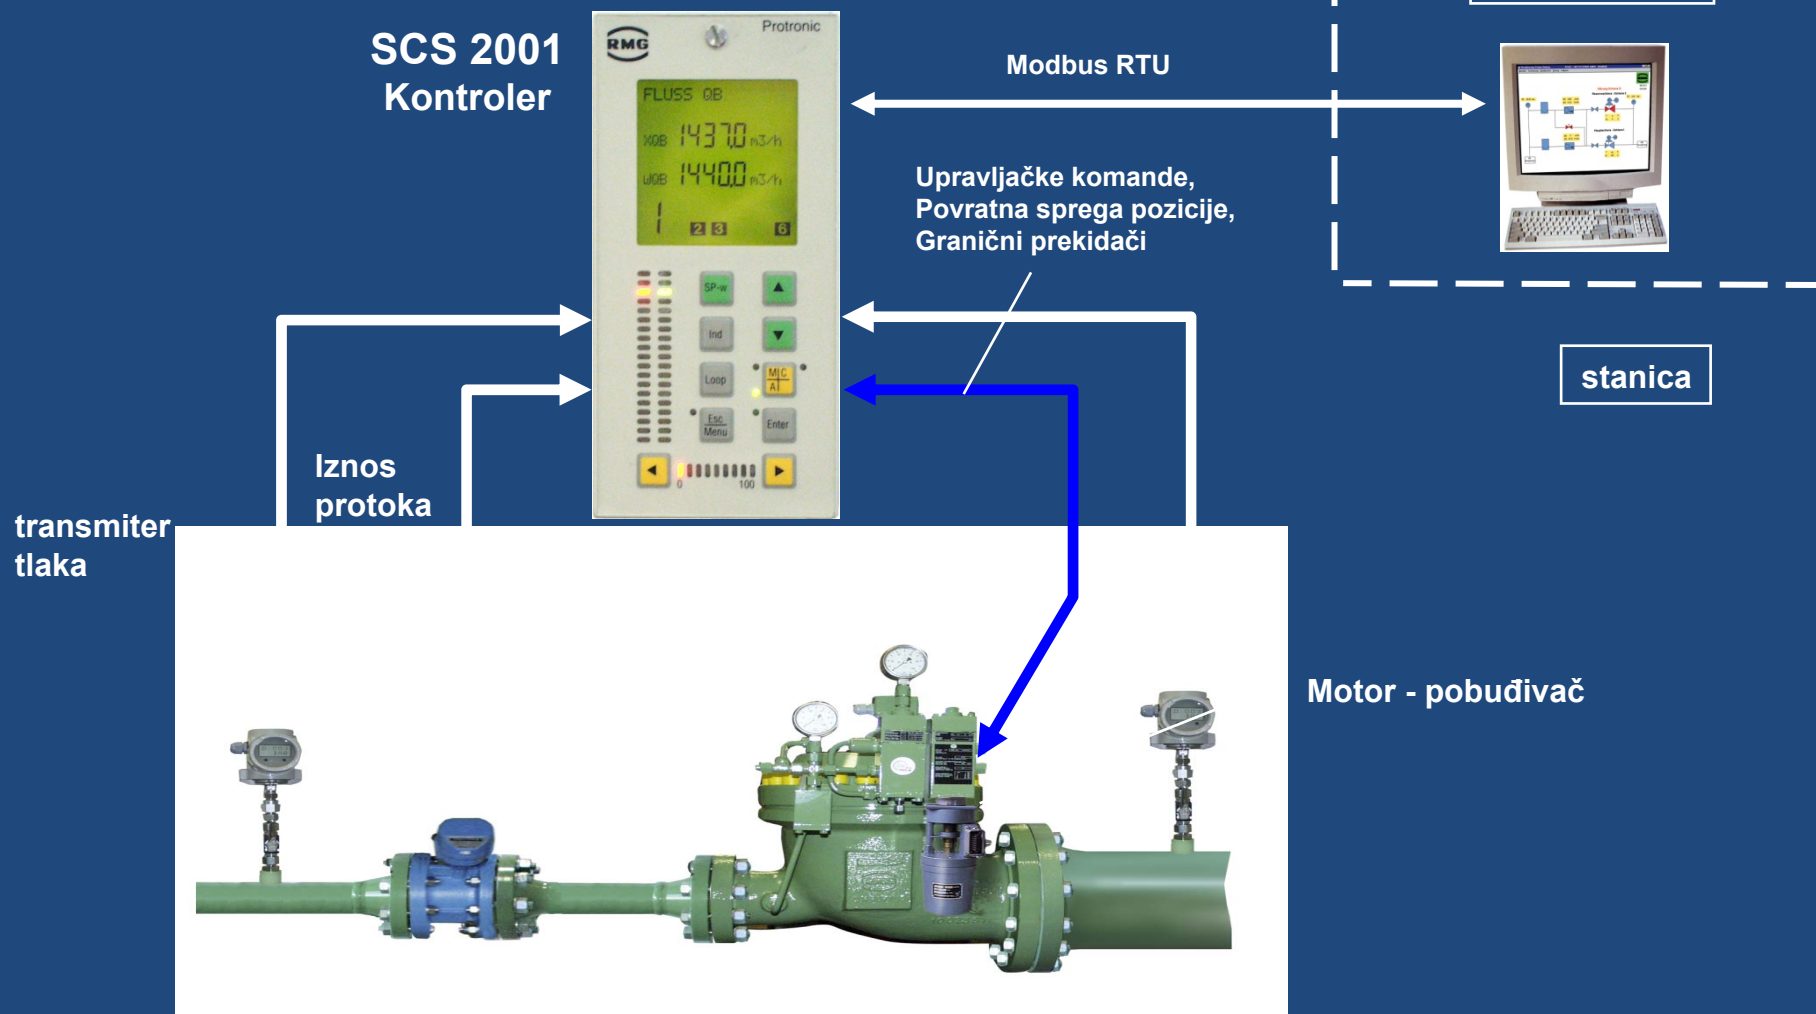 SCS 2001
Kontroler
RMG
Protronic
FLUSS QB
XQB 1437,0 m3/h
WQB 1440,0 m3/h
1 2 3 6
SP-w
Ind
Loop
M C
A
Esc
Menu
Enter
0 100
Modbus RTU
Upravljačke komande,
Povratna sprega pozicije,
Granični prekidači
stanica
Iznos
protoka
transmiter
tlaka
Motor - pobuđivač